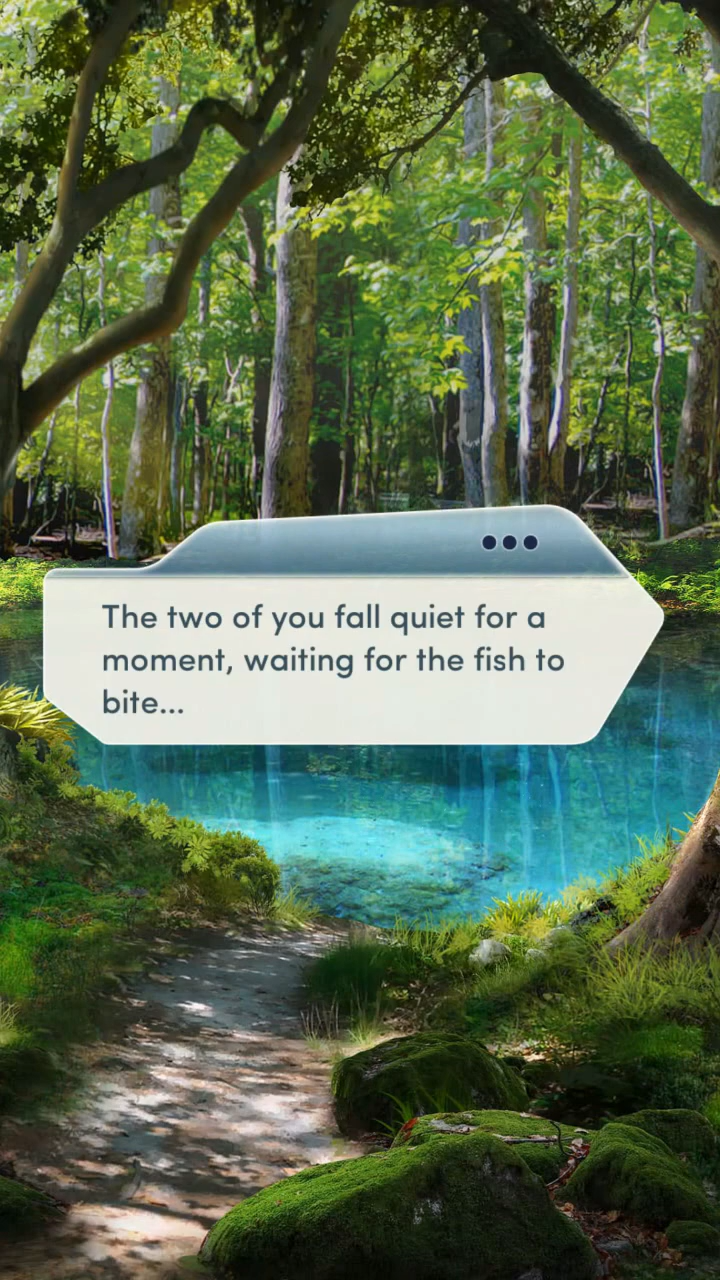 The two of you fall quiet for a
moment, waiting for the fish to
bite...